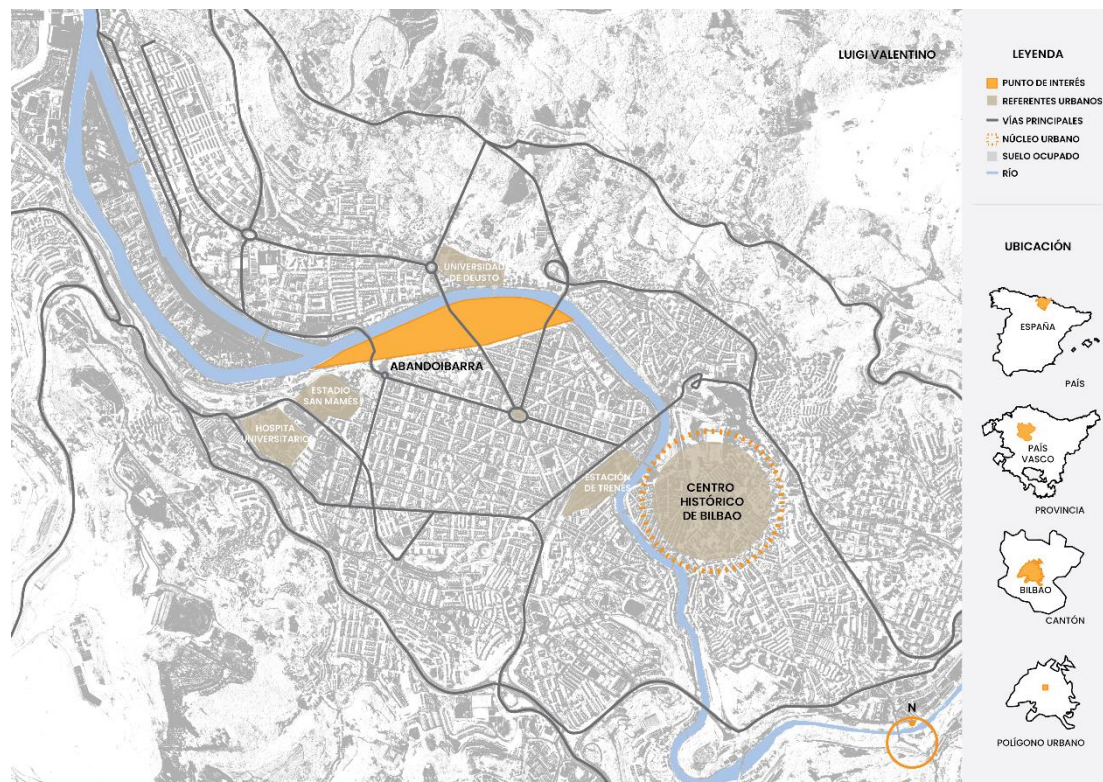 LUIGI VALENTINO
UNIVERSIDAD
DE DEUSTO
ABANDOIBARRA
ESTADIO
SAN MAMÉS
HOSPITA
UNIVERSITARIO
ESTACIÓN
DE TRENES
CENTRO
HISTÓRICO
DE BILBAO
N
LEYENDA
PUNTO DE INTERÉS
REFERENTES URBANOS
VÍAS PRINCIPALES
NÚCLEO URBANO
SUELO OCUPADO
RÍO
UBICACIÓN
ESPAÑA
PAÍS
PAÍS
VASCO
PROVINCIA
BILBAO
CANTÓN
POLÍGONO URBANO